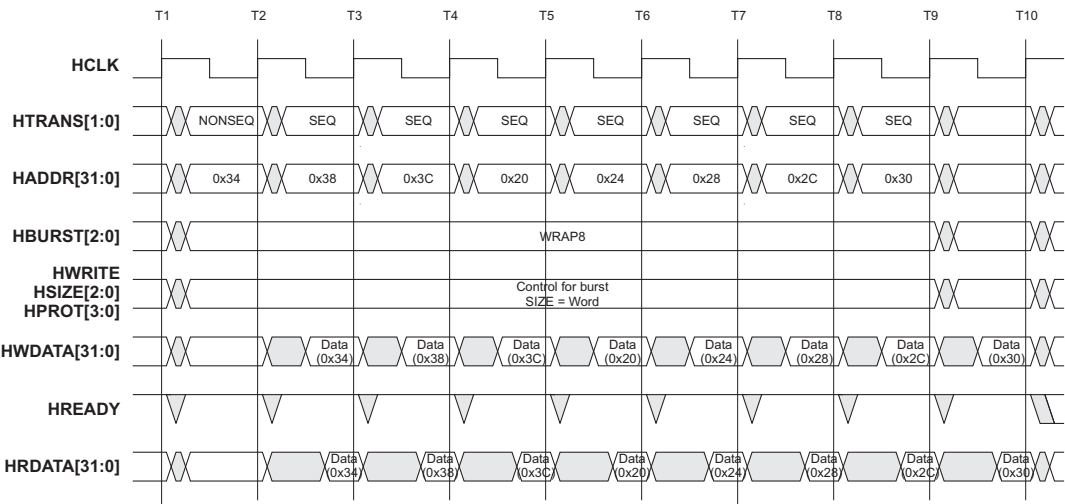 T1 T2 T3 T4 T5 T6 T7 T8 T9 T10
HCLK
HTRANS[1:0] NONSEQ SEQ SEQ SEQ SEQ SEQ SEQ SEQ
HADDR[31:0] 0x34 0x38 0x3C 0x20 0x24 0x28 0x2C 0x30
HBURST[2:0] WRAP8
HWRITE
HSIZE[2:0]
HPROT[3:0]
Control for burst
SIZE = Word
HWDATA[31:0]
Data Data Data Data Data Data Data Data
(0x34) (0x38) (0x3C) (0x20) (0x24) (0x28) (0x2C) (0x30)
HREADY
HRDATA[31:0]
Data Data Data Data Data Data Data Data
(0x34) (0x38) (0x3C) (0x20) (0x24) (0x28) (0x2C) (0x30)